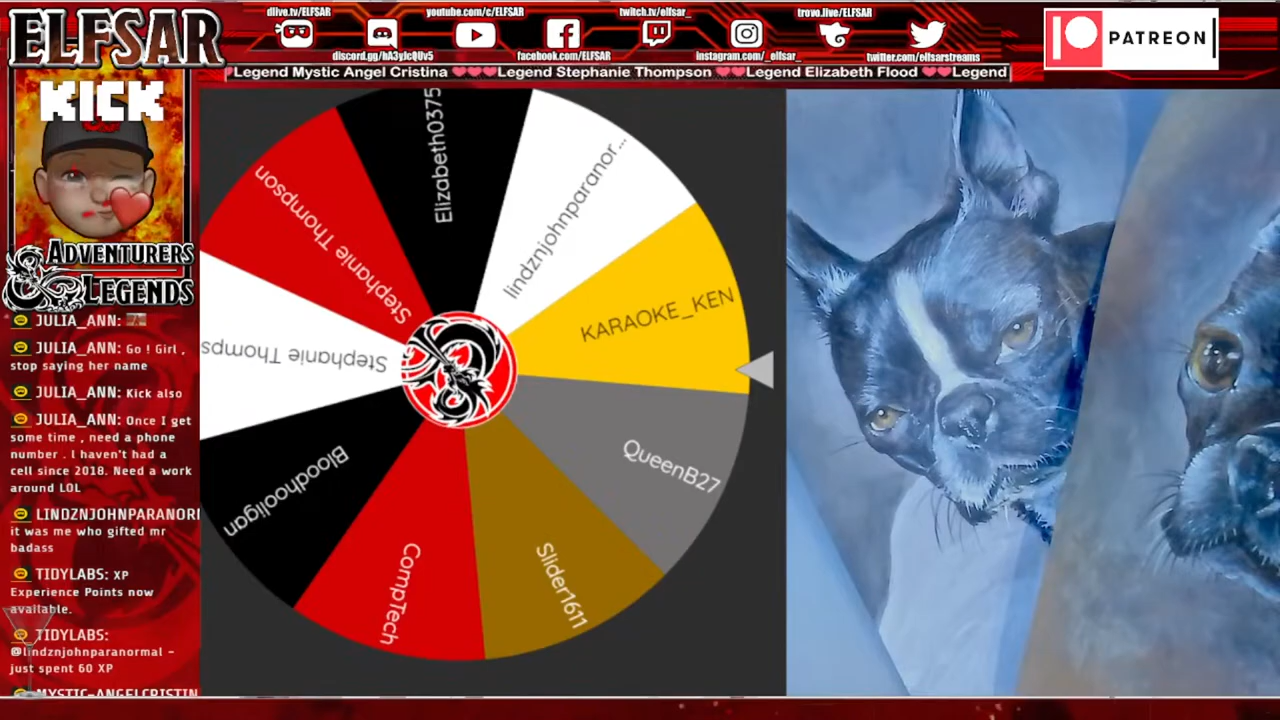 ELFSAR
dlive.tv/ELFSAR
youtube.com/c/ELFSAR
twitch.tv/elfsar_
trovo.live/ELFSAR
discord.gg/hA3yJcQUv5
facebook.com/ELFSAR
instagram.com/_elfsar_
twitter.com/elfsarstreams
PATREON
Legend Mystic Angel Cristina ❤❤❤Legend Stephanie Thompson ❤❤Legend Elizabeth Flood ❤❤Legend
KICK
ADVENTURERS
& LEGENDS
JULIA_ANN:
JULIA_ANN: Go ! Girl ,
stop saying her name
JULIA_ANN: Kick also
JULIA_ANN: Once I get
some time , need a phone
number . I haven't had a
cell since 2018. Need a work
around LOL
LINDZNJOHNPARANORI
it was me who gifted mr
badass
TIDYLABS: XP
Experience Points now
available.
TIDYLABS:
@lindznjohnparanormal -
just spent 60 XP
MYSTIC-ANGELCRISTIN
Elizabeth0375
lindznjohnparanor...
KARAOKE_KEN
QueenB27
Slider1611
CompTech
Bloodhooligan
Stephanie Thomps
Stephanie Thompson